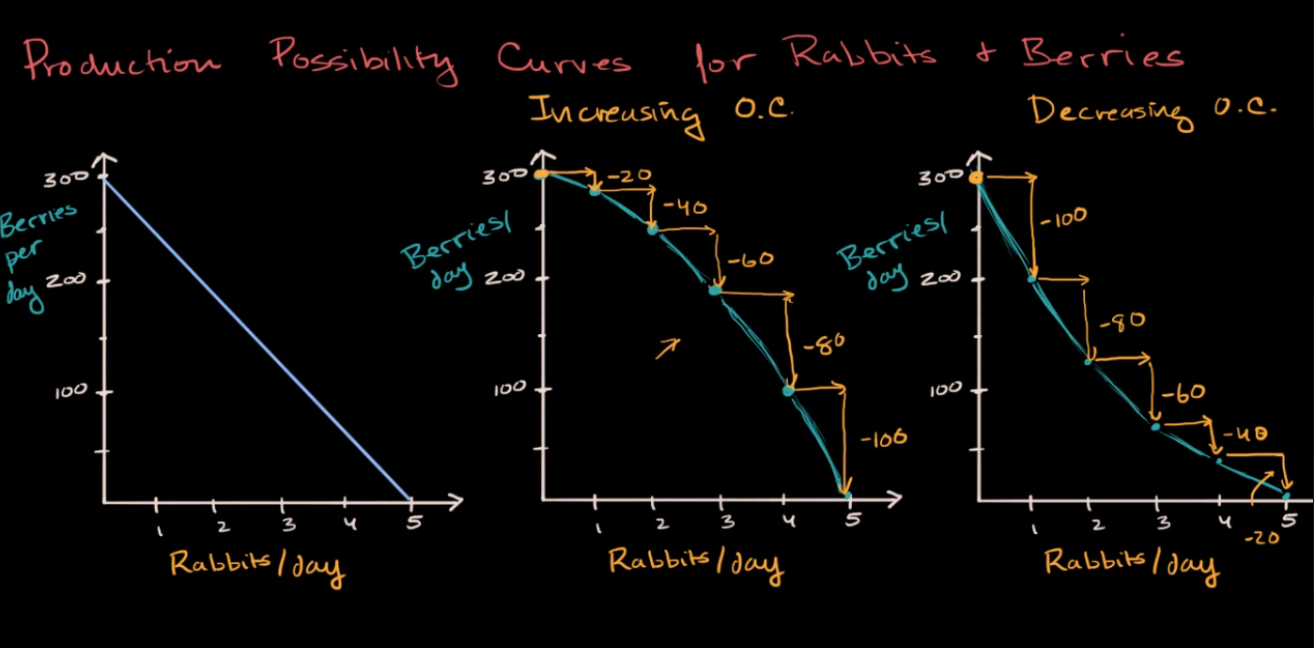 Production Possibility Curves for Rabbits & Berries
Increasing O.C.
Decreasing O.C.
300
Berries
per
day
200
100
1 2 3 4 5
Rabbits/day
300
Berries/
day
200
100
-20
-40
-60
-80
-100
1 2 3 4 5
Rabbits/day
300
Berries/
day
200
100
-100
-80
-60
-40
-20
1 2 3 4 5
Rabbits/day